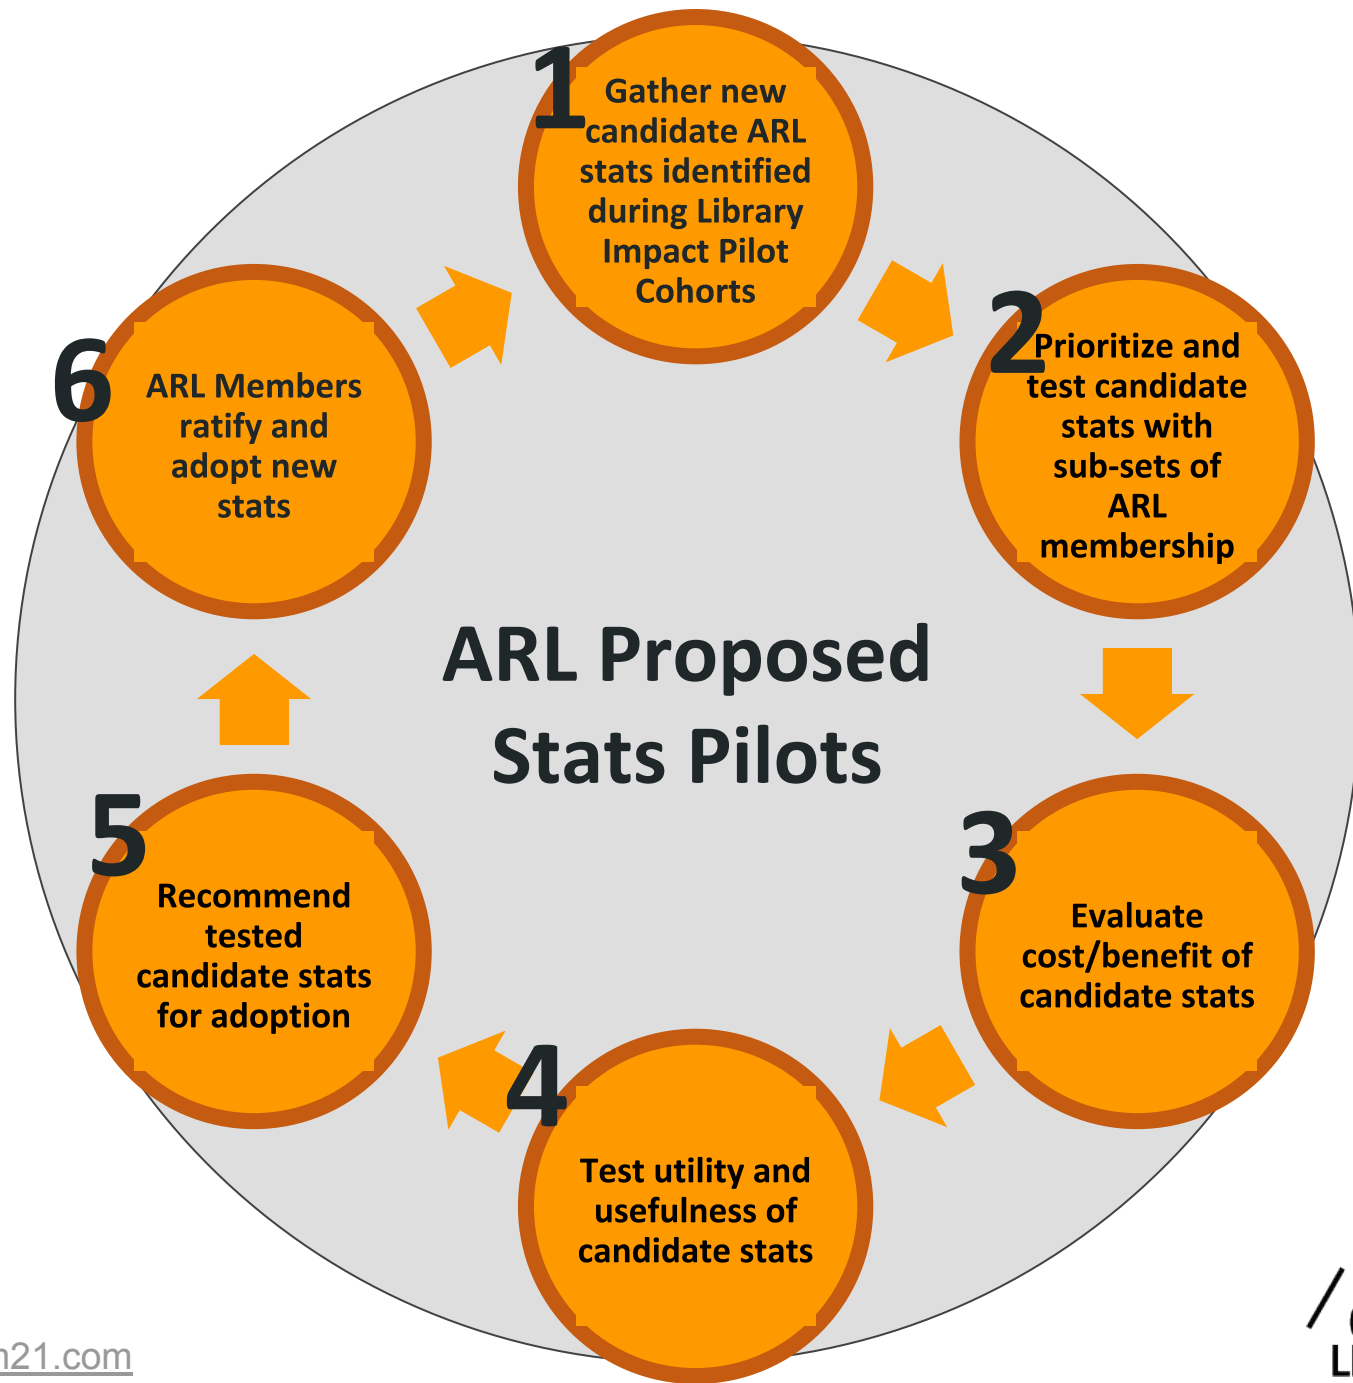 1
Gather new
candidate ARL
stats identified
during Library
Impact Pilot
Cohorts
2
Prioritize and
test candidate
stats with
sub-sets of
ARL
membership
3
Evaluate
cost/benefit of
candidate stats
4
Test utility and
usefulness of
candidate stats
5
Recommend
tested
candidate stats
for adoption
6
ARL Members
ratify and
adopt new
stats
ARL Proposed
Stats Pilots
21.com